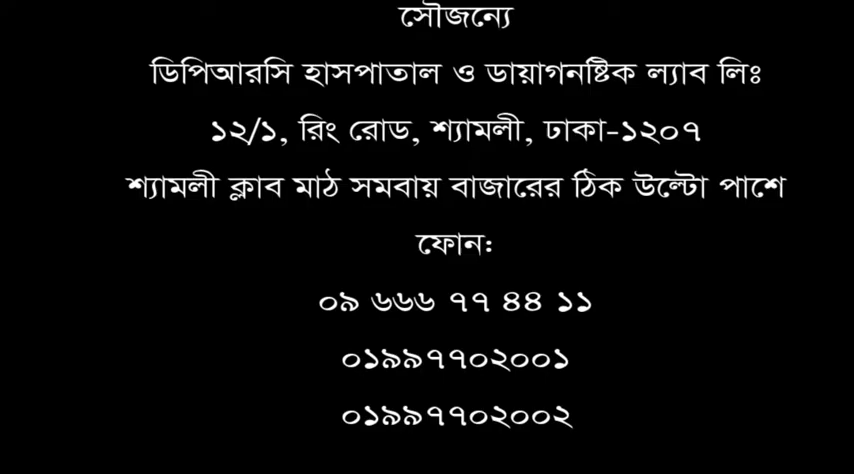 সৌজন্যে
ডিপিআরসি হাসপাতাল ও ডায়াগনষ্টিক ল্যাব লিঃ
১২/১, রিং রোড, শ্যামলী, ঢাকা-১২০৭
শ্যামলী ক্লাব মাঠ সমবায় বাজারের ঠিক উল্টো পাশে
ফোন:
০৯ ৬৬৬ ৭৭ ৪৪ ১১
০১৯৯৭৭০২০০১
০১৯৯৭৭০২০০২